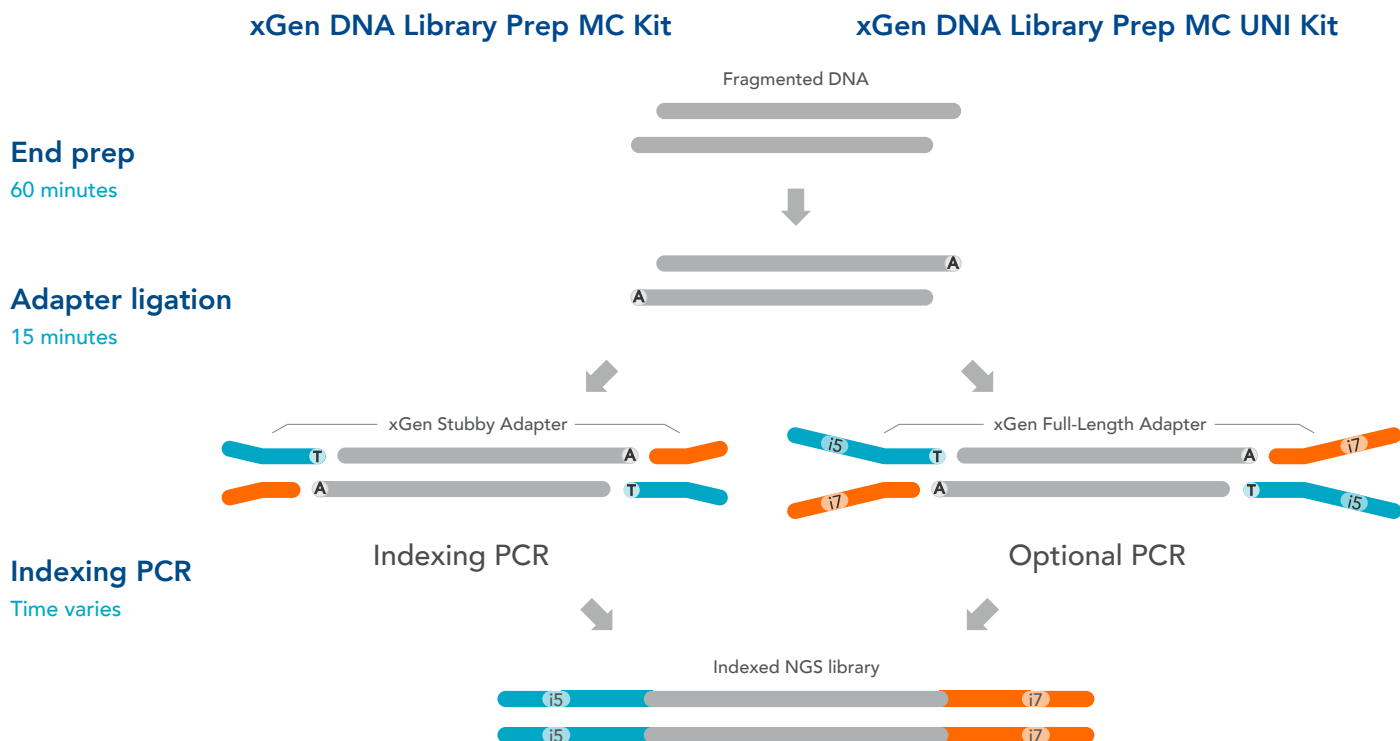 xGen DNA Library Prep MC Kit
xGen DNA Library Prep MC UNI Kit
Fragmented DNA
End prep
60 minutes
A
A
Adapter ligation
15 minutes
xGen Stubby Adapter
xGen Full-Length Adapter
T A
i5 T A i7
A T
i7 A T i5
Indexing PCR
Optional PCR
Indexing PCR
Time varies
Indexed NGS library
i5 i7
i5 i7